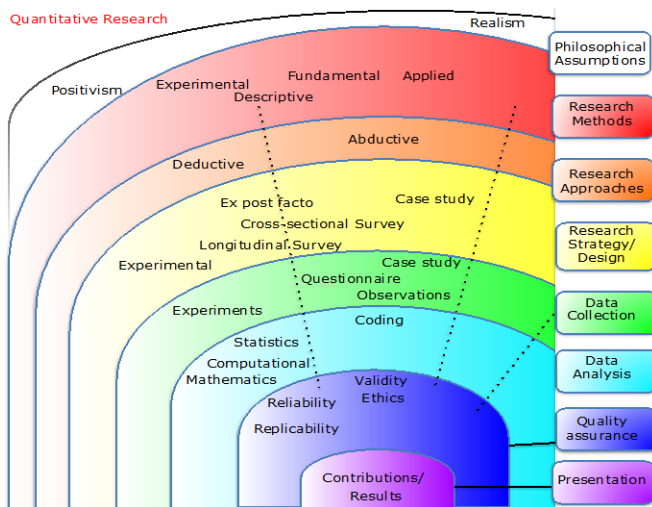 Quantitative Research
Realism
Philosophical
Assumptions
Positivism
Experimental
Fundamental
Applied
Descriptive
Research
Methods
Abductive
Deductive
Research
Approaches
Ex post facto
Case study
Cross-sectional Survey
Longitudinal Survey
Experimental
Research
Strategy/
Design
Case study
Questionnaire
Observations
Experiments
Data
Collection
Coding
Statistics
Computational
Mathematics
Data
Analysis
Validity
Ethics
Reliability
Replicability
Quality
assurance
Contributions/
Results
Presentation